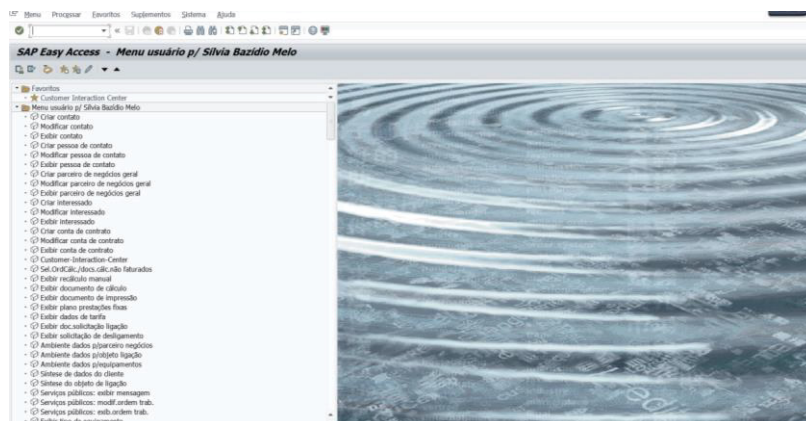 Menu Processar Favoritos Suplementos Sistema Ajuda
SAP Easy Access - Menu usuário p/ Sílvia Bazídio Melo
Favoritos
Customer Interaction Center
Menu usuário p/ Sílvia Bazídio Melo
Criar contato
Modificar contato
Exibir contato
Criar pessoa de contato
Modificar pessoa de contato
Exibir pessoa de contato
Criar parceiro de negócios geral
Modificar parceiro de negócios geral
Exibir parceiro de negócios geral
Criar interessado
Modificar interessado
Exibir interessado
Criar conta de contrato
Modificar conta de contrato
Exibir conta de contrato
Customer-Interaction-Center
Sel.OrdCálc./docs.cálc.não faturados
Exibir recálculo manual
Exibir documento de cálculo
Exibir documento de impressão
Exibir plano prestações fixas
Exibir dados de tarifa
Exibir doc.solicitação ligação
Exibir solicitação de desligamento
Ambiente dados p/parceiro negócios
Ambiente dados p/objeto ligação
Ambiente dados p/equipamentos
Síntese de dados do cliente
Síntese do objeto de ligação
Serviços públicos: exibir mensagem
Serviços públicos: modif.ordem trab.
Serviços públicos: exib.ordem trab.